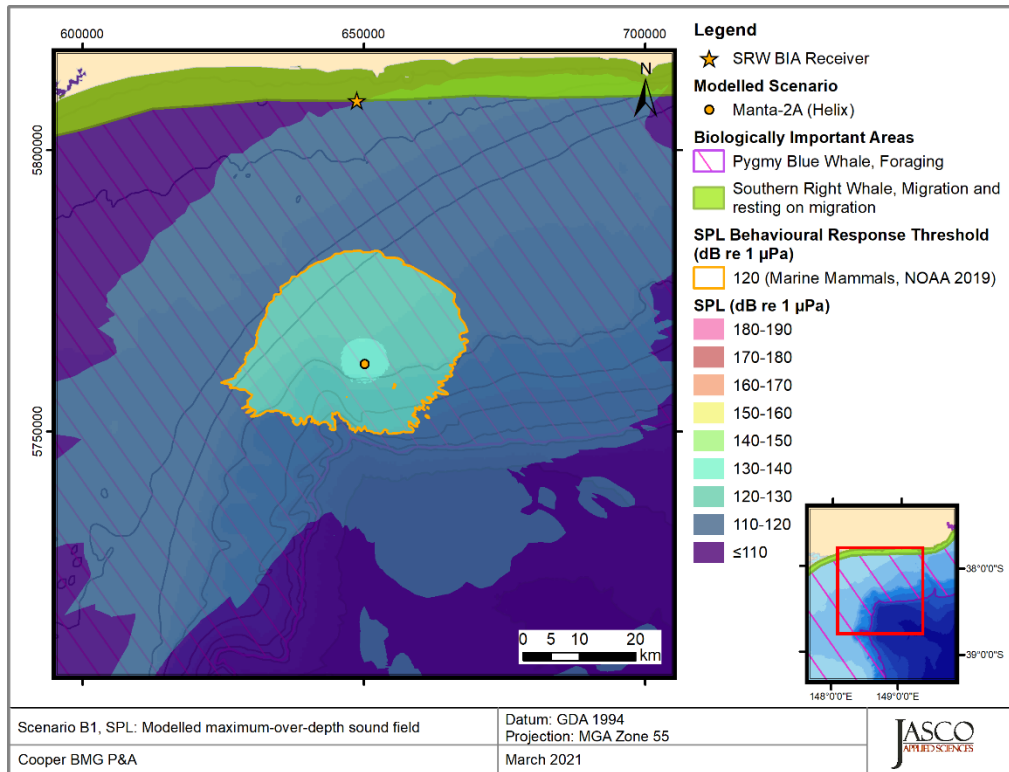 600000
650000
700000
5800000
5750000
N
0 5 10 20
km
Legend
SRW BIA Receiver
Modelled Scenario
Manta-2A (Helix)
Biologically Important Areas
Pygmy Blue Whale, Foraging
Southern Right Whale, Migration and
resting on migration
SPL Behavioural Response Threshold
(dB re 1 µPa)
120 (Marine Mammals, NOAA 2019)
SPL (dB re 1 µPa)
180-190
170-180
160-170
150-160
140-150
130-140
120-130
110-120
≤110
38°0'0"S
39°0'0"S
148°0'0"E
149°0'0"E
Scenario B1, SPL: Modelled maximum-over-depth sound field
Cooper BMG P&A
Datum: GDA 1994
Projection: MGA Zone 55
March 2021
JASCO
APPLIED SCIENCES